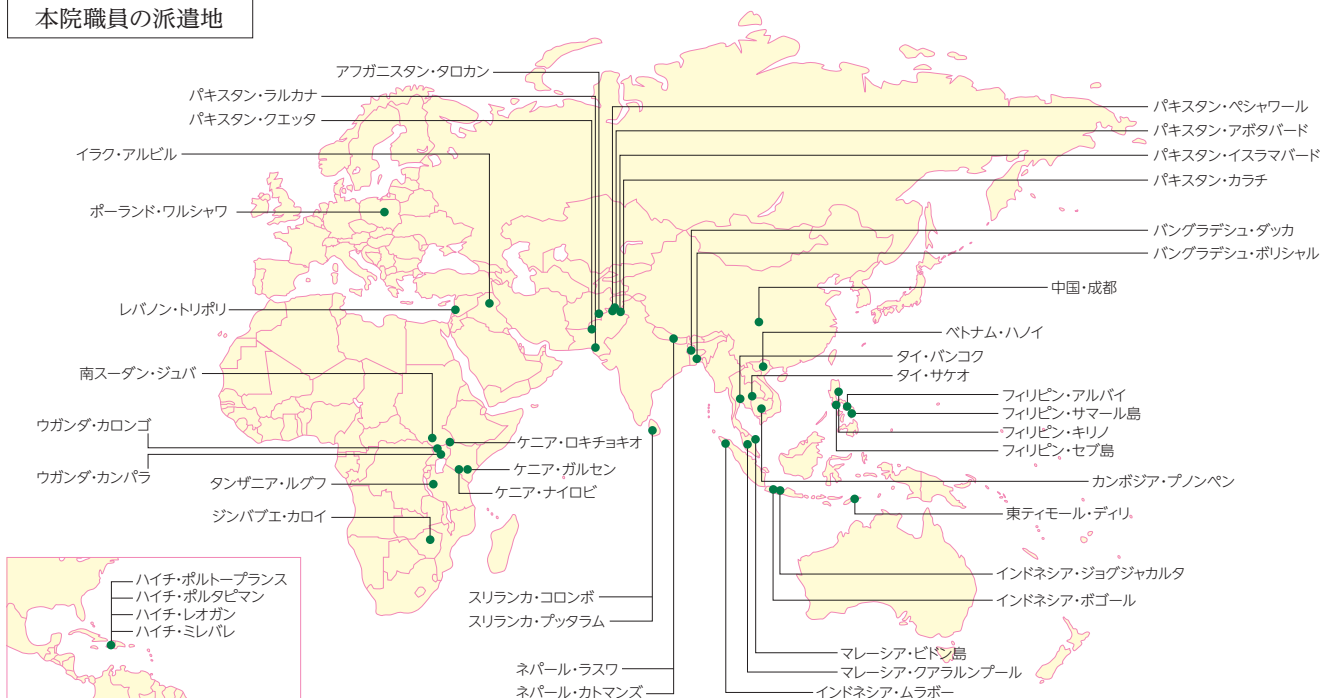 本院職員の派遣地
アフガニスタン・タロカン
パキスタン・ラルカナ
パキスタン・クエッタ
イラク・アルビル
ポーランド・ワルシャワ
レバノン・トリポリ
南スーダン・ジュバ
ウガンダ・カロンゴ
ウガンダ・カンパラ
タンザニア・ルグフ
ジンバブエ・カロイ
ケニア・ロキチョキオ
ケニア・ガルセン
ケニア・ナイロビ
パキスタン・ペシャワール
パキスタン・アボタバード
パキスタン・イスラマバード
パキスタン・カラチ
バングラデシュ・ダッカ
バングラデシュ・ボリシャル
中国・成都
ベトナム・ハノイ
タイ・バンコク
タイ・サケオ
フィリピン・アルバイ
フィリピン・サマール島
フィリピン・キリノ
フィリピン・セブ島
カンボジア・プノンペン
東ティモール・ディリ
インドネシア・ジョグジャカルタ
インドネシア・ボゴール
マレーシア・ビドン島
マレーシア・クアラルンプール
インドネシア・ムラボー
スリランカ・コロンボ
スリランカ・プッタラム
ネパール・ラスワ
ネパール・カトマンズ
ハイチ・ポルトープランス
ハイチ・ポルタピマン
ハイチ・レオガン
ハイチ・ミレバレ